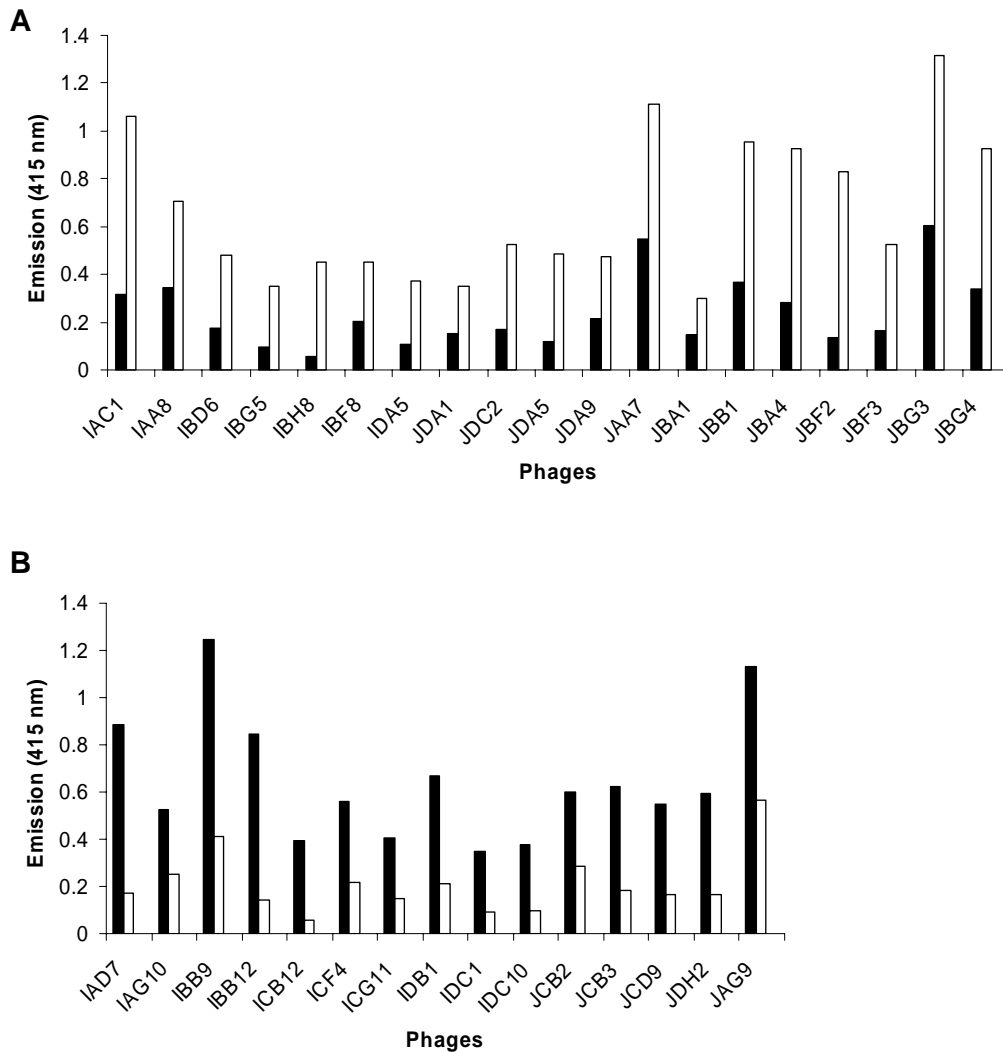 A
Emission (415 nm)
1.4
1.2
1
0.8
0.6
0.4
0.2
0
IAC1
IAA8
IBD6
IBG5
IBH8
IBF8
IDA5
JDA1
JDC2
JDA5
JDA9
JAA7
JBA1
JBB1
JBA4
JBF2
JBF3
JBG3
JBG4
Phages
B
Emission (415 nm)
1.4
1.2
1
0.8
0.6
0.4
0.2
0
IAD7
IAG10
IBB9
IBB12
ICB12
ICF4
ICG11
IDB1
IDC1
IDC10
JCB2
JCB3
JCD9
JDH2
JAG9
Phages